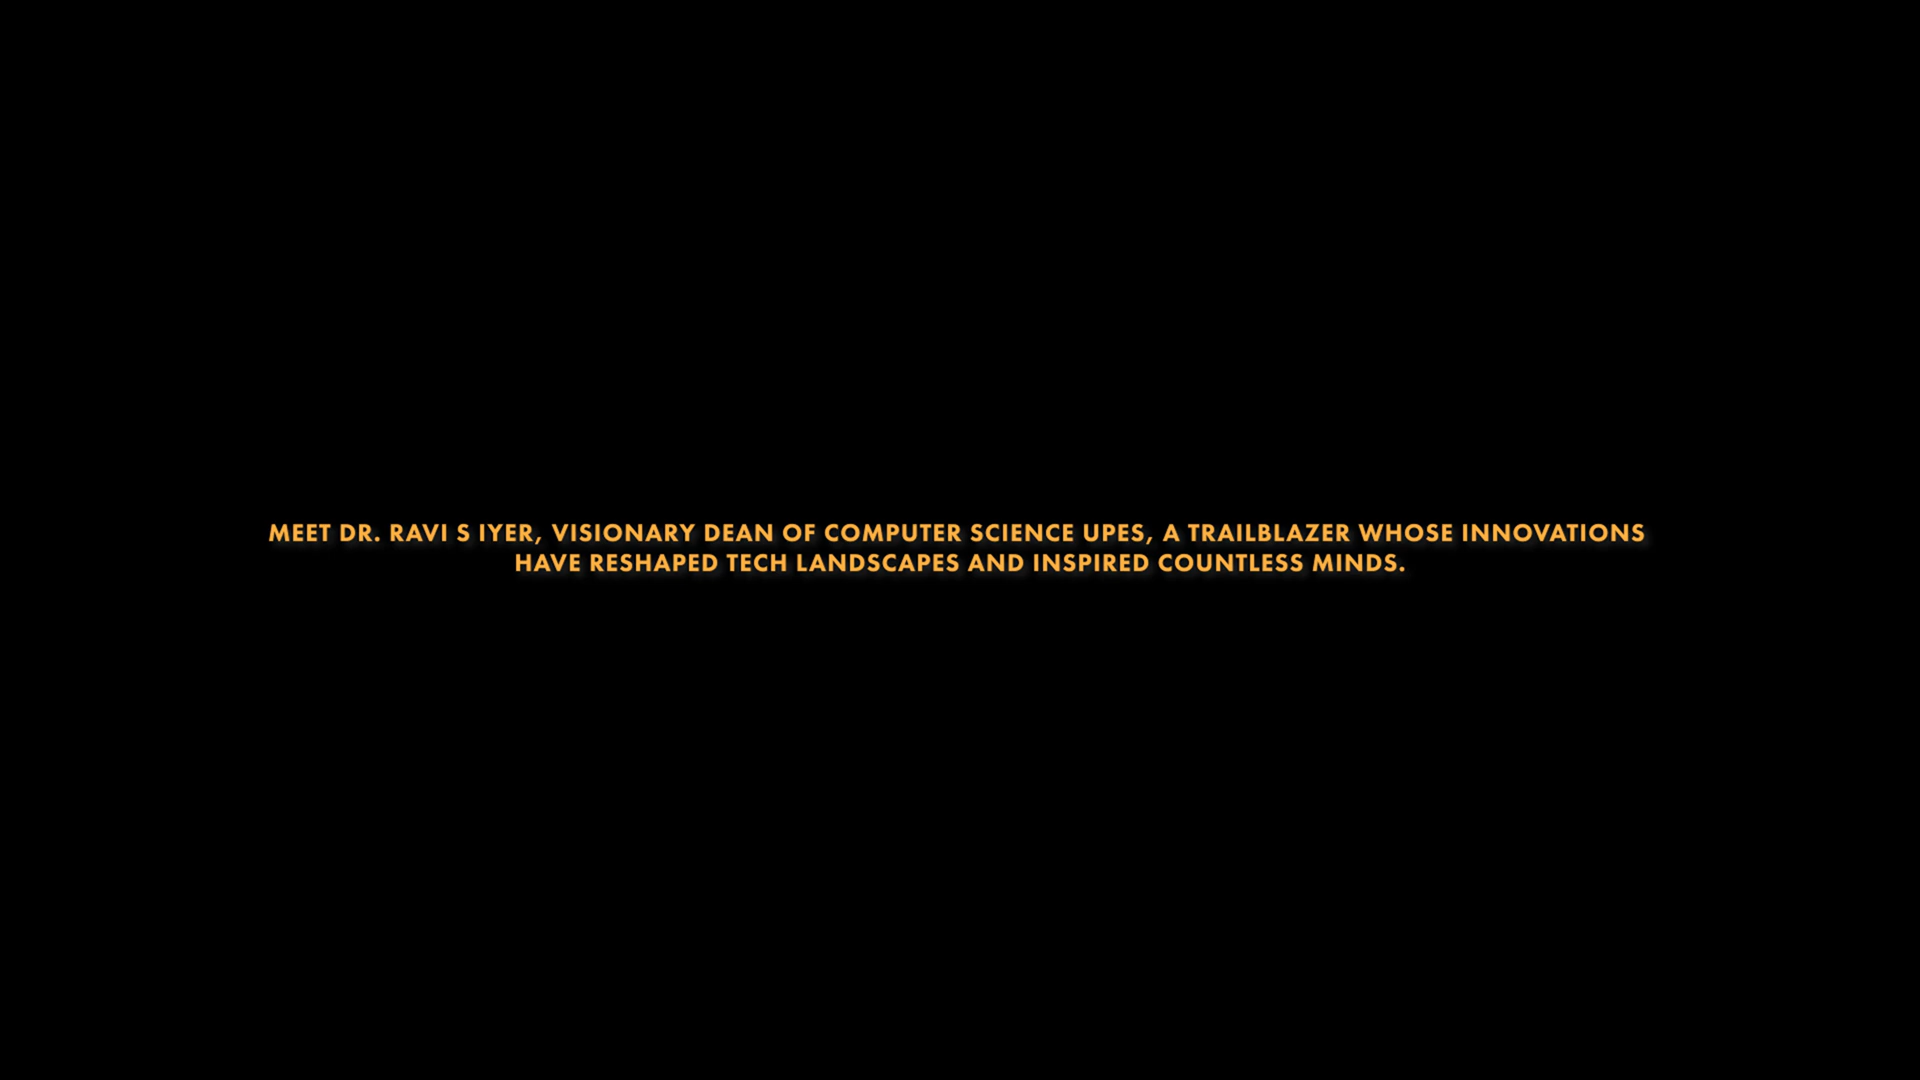 MEET DR. RAVI S IYER, VISIONARY DEAN OF COMPUTER SCIENCE UPES, A TRAILBLAZER WHOSE INNOVATIONS
HAVE RESHAPED TECH LANDSCAPES AND INSPIRED COUNTLESS MINDS.